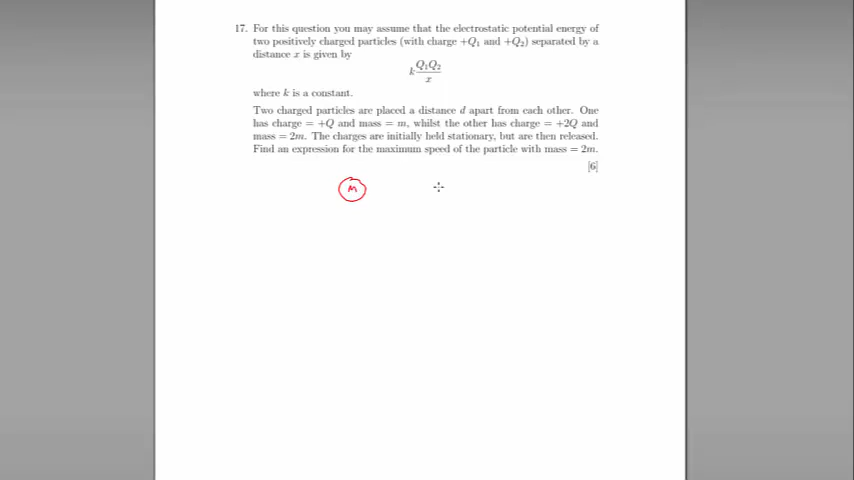 17. For this question you may assume that the electrostatic potential energy of
two positively charged particles (with charge +Q₁ and +Q₂) separated by a
distance x is given by
k Q₁Q₂/x
where k is a constant.
Two charged particles are placed a distance d apart from each other. One
has charge = +Q and mass = m, whilst the other has charge = +2Q and
mass = 2m. The charges are initially held stationary, but are then released.
Find an expression for the maximum speed of the particle with mass = 2m.
[6]
M